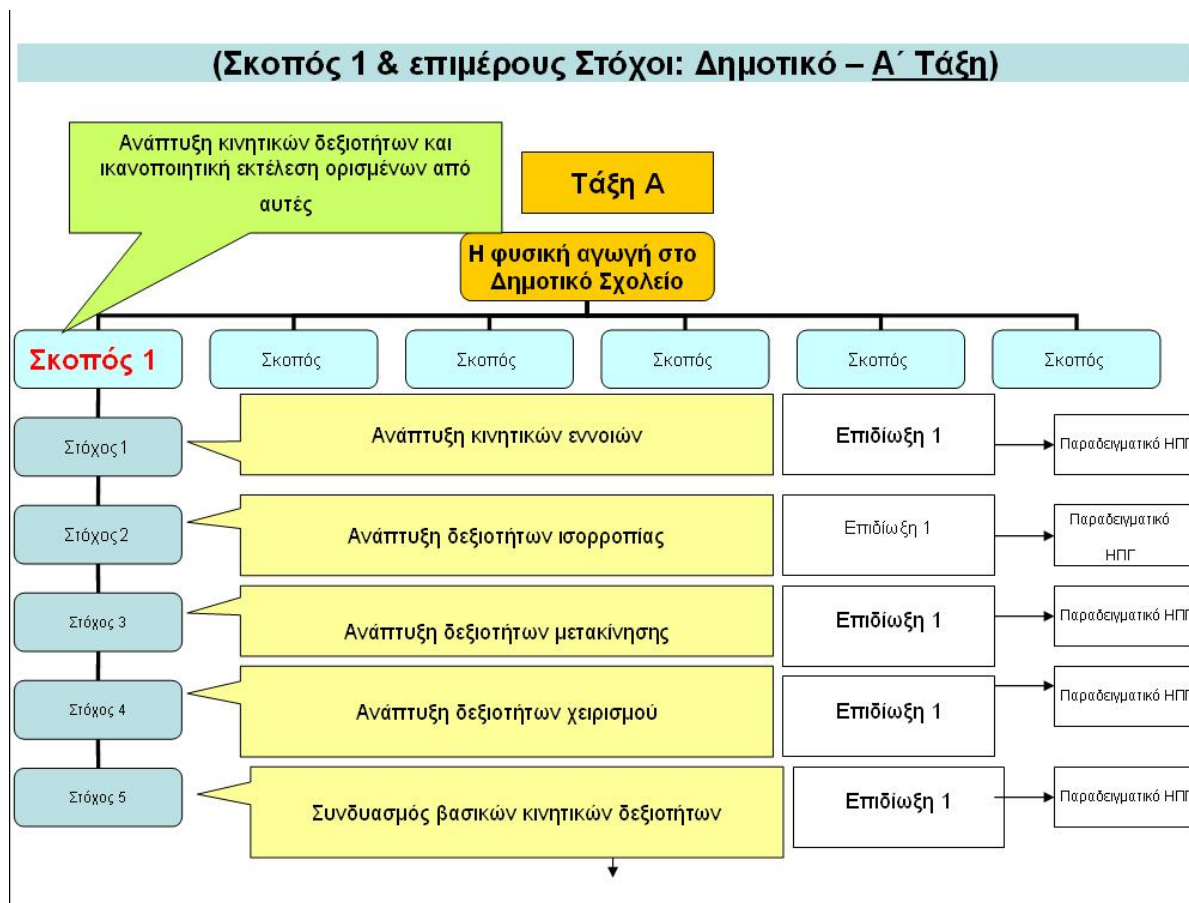 (Σκοπός 1 & επιμέρους Στόχοι: Δημοτικό – Α΄ Τάξη)
Ανάπτυξη κινητικών δεξιοτήτων και
ικανοποιητική εκτέλεση ορισμένων από
αυτές
Τάξη Α
Η φυσική αγωγή στο
Δημοτικό Σχολείο
Σκοπός 1
Σκοπός
Σκοπός
Σκοπός
Σκοπός
Σκοπός
Στόχος 1
Ανάπτυξη κινητικών εννοιών
Επιδίωξη 1
Παραδειγματικό ΗΠΓ
Στόχος 2
Ανάπτυξη δεξιοτήτων ισορροπίας
Επιδίωξη 1
Παραδειγματικό
ΗΠΓ
Στόχος 3
Ανάπτυξη δεξιοτήτων μετακίνησης
Επιδίωξη 1
Παραδειγματικό ΗΠΓ
Στόχος 4
Ανάπτυξη δεξιοτήτων χειρισμού
Επιδίωξη 1
Παραδειγματικό ΗΠΓ
Στόχος 5
Συνδυασμός βασικών κινητικών δεξιοτήτων
Επιδίωξη 1
Παραδειγματικό ΗΠΓ